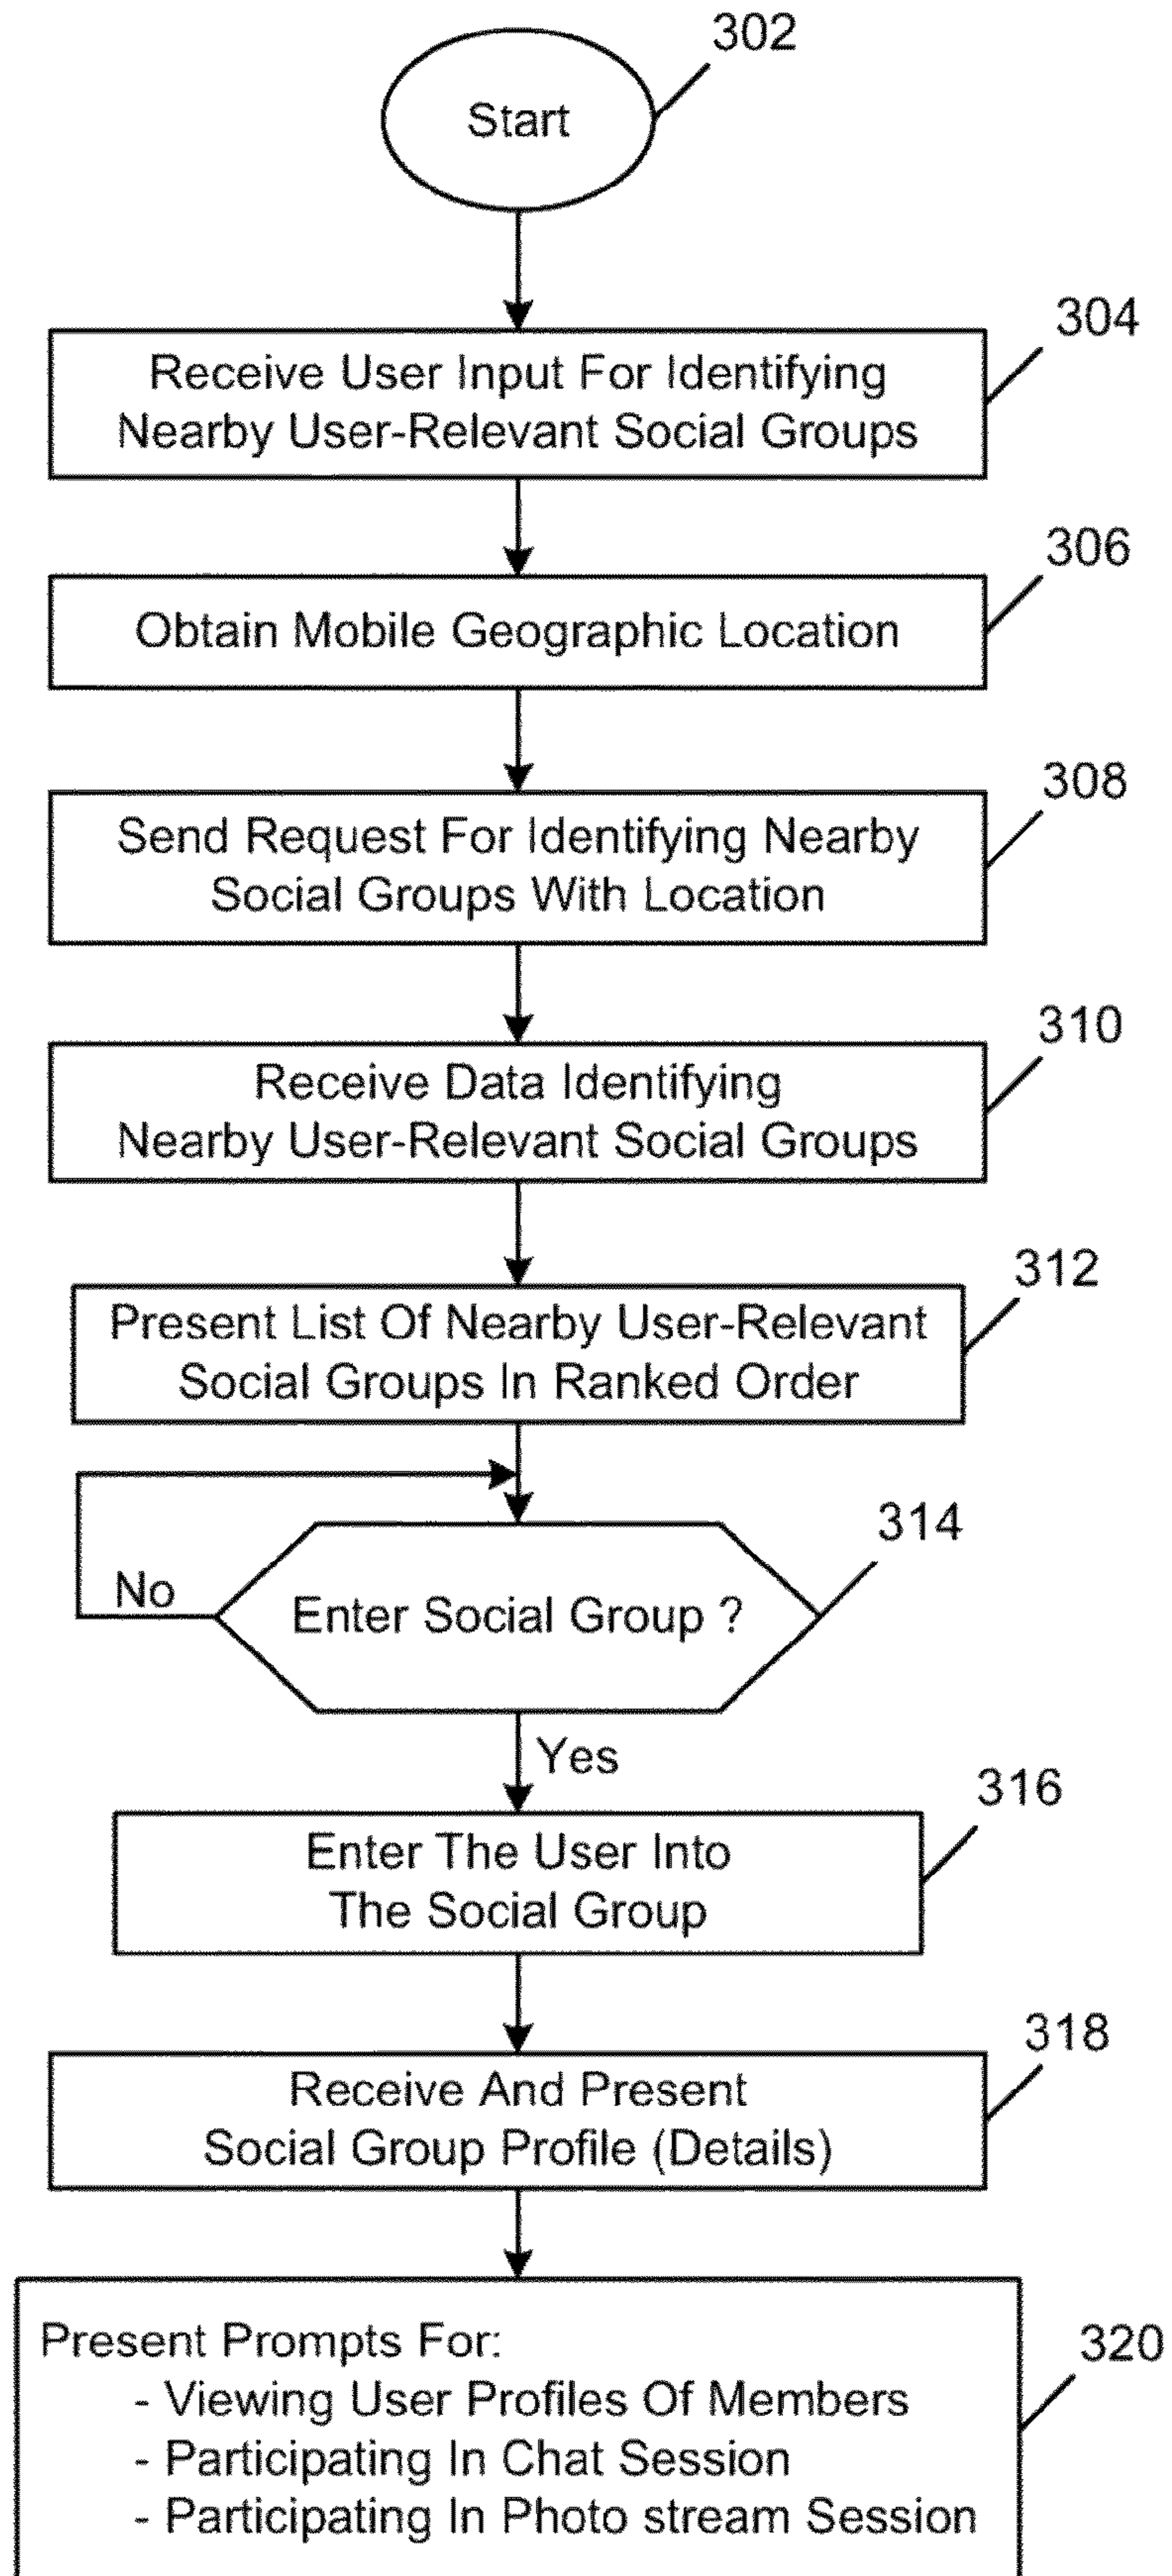 302
Start
304
Receive User Input For Identifying
Nearby User-Relevant Social Groups
306
Obtain Mobile Geographic Location
308
Send Request For Identifying Nearby
Social Groups With Location
310
Receive Data Identifying
Nearby User-Relevant Social Groups
312
Present List Of Nearby User-Relevant
Social Groups In Ranked Order
314
No
Enter Social Group ?
Yes
316
Enter The User Into
The Social Group
318
Receive And Present
Social Group Profile (Details)
320
Present Prompts For:
- Viewing User Profiles Of Members
- Participating In Chat Session
- Participating In Photo stream Session